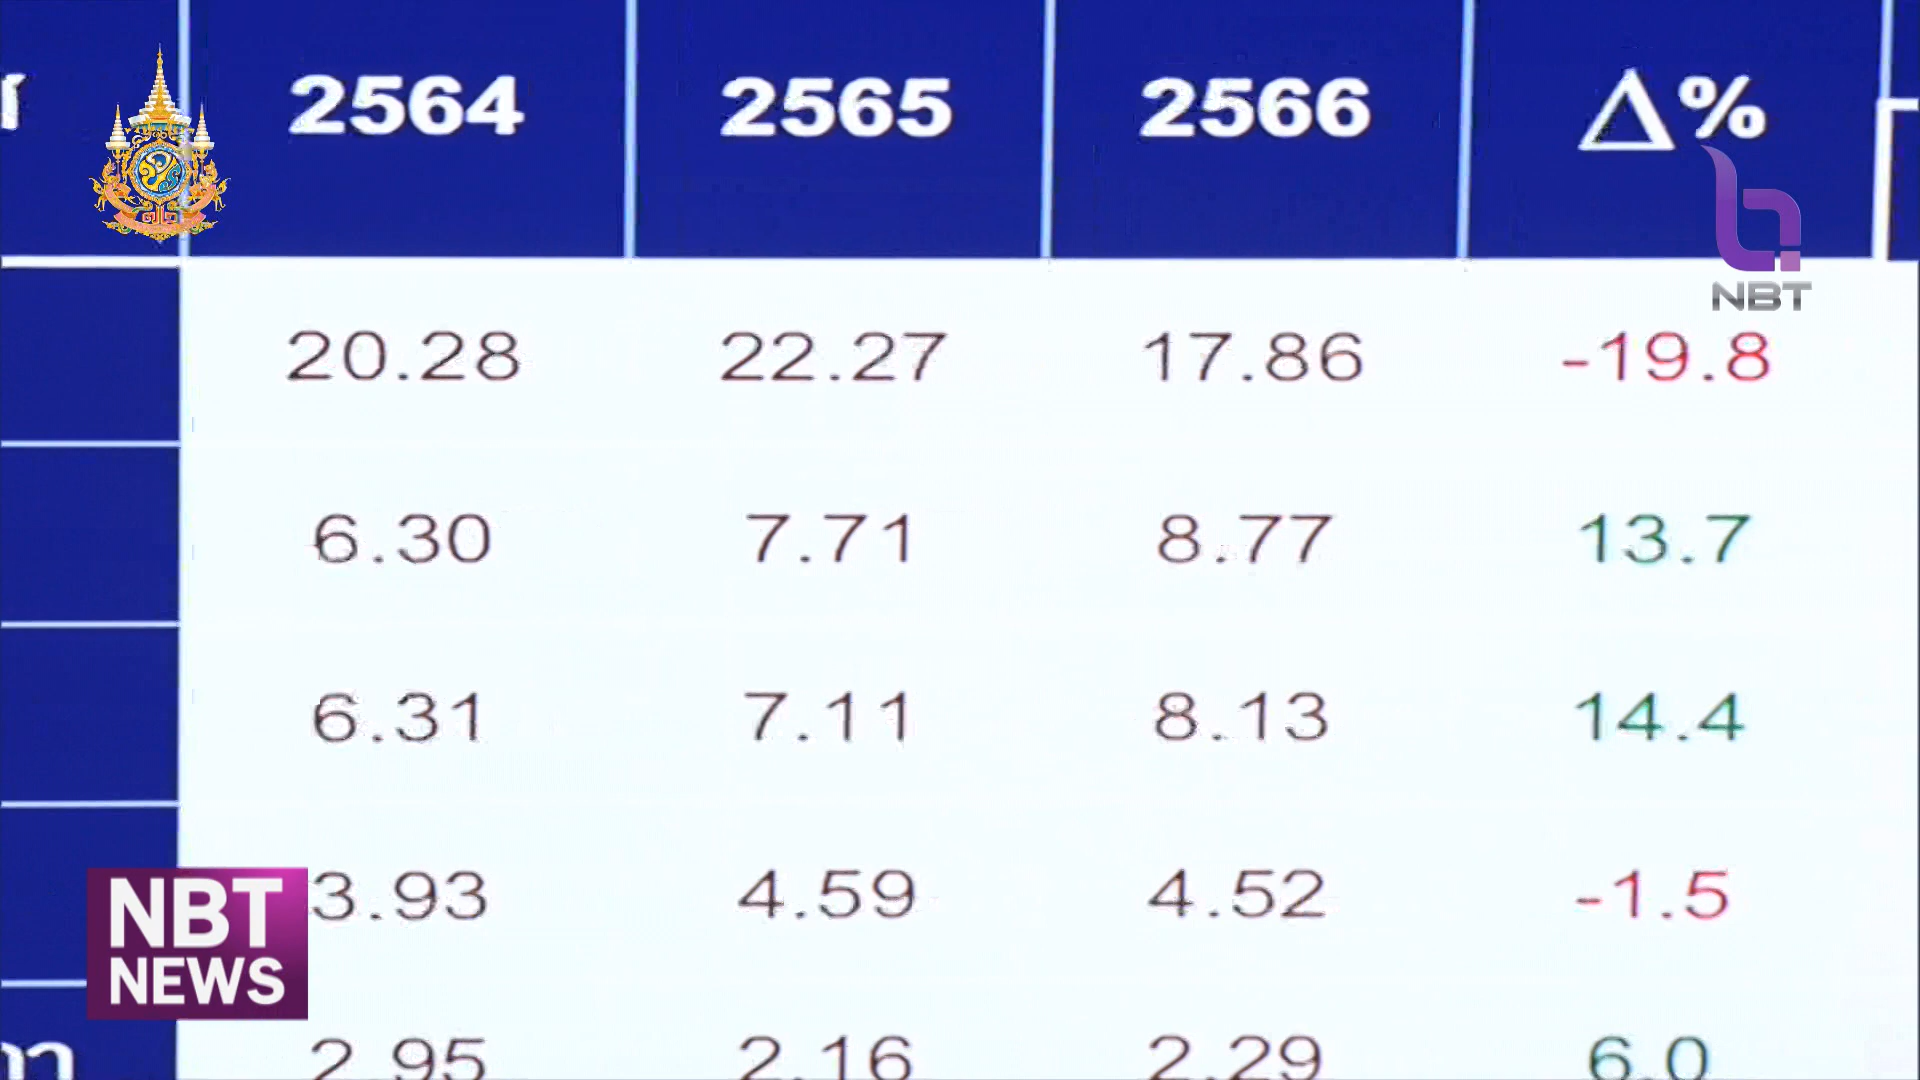 2564 2565 2566 Δ%
NBT
20.28 22.27 17.86 -19.8
6.30 7.71 8.77 13.7
6.31 7.11 8.13 14.4
3.93 4.59 4.52 -1.5
NBT
NEWS
2.95 2.16 2.29 6.0